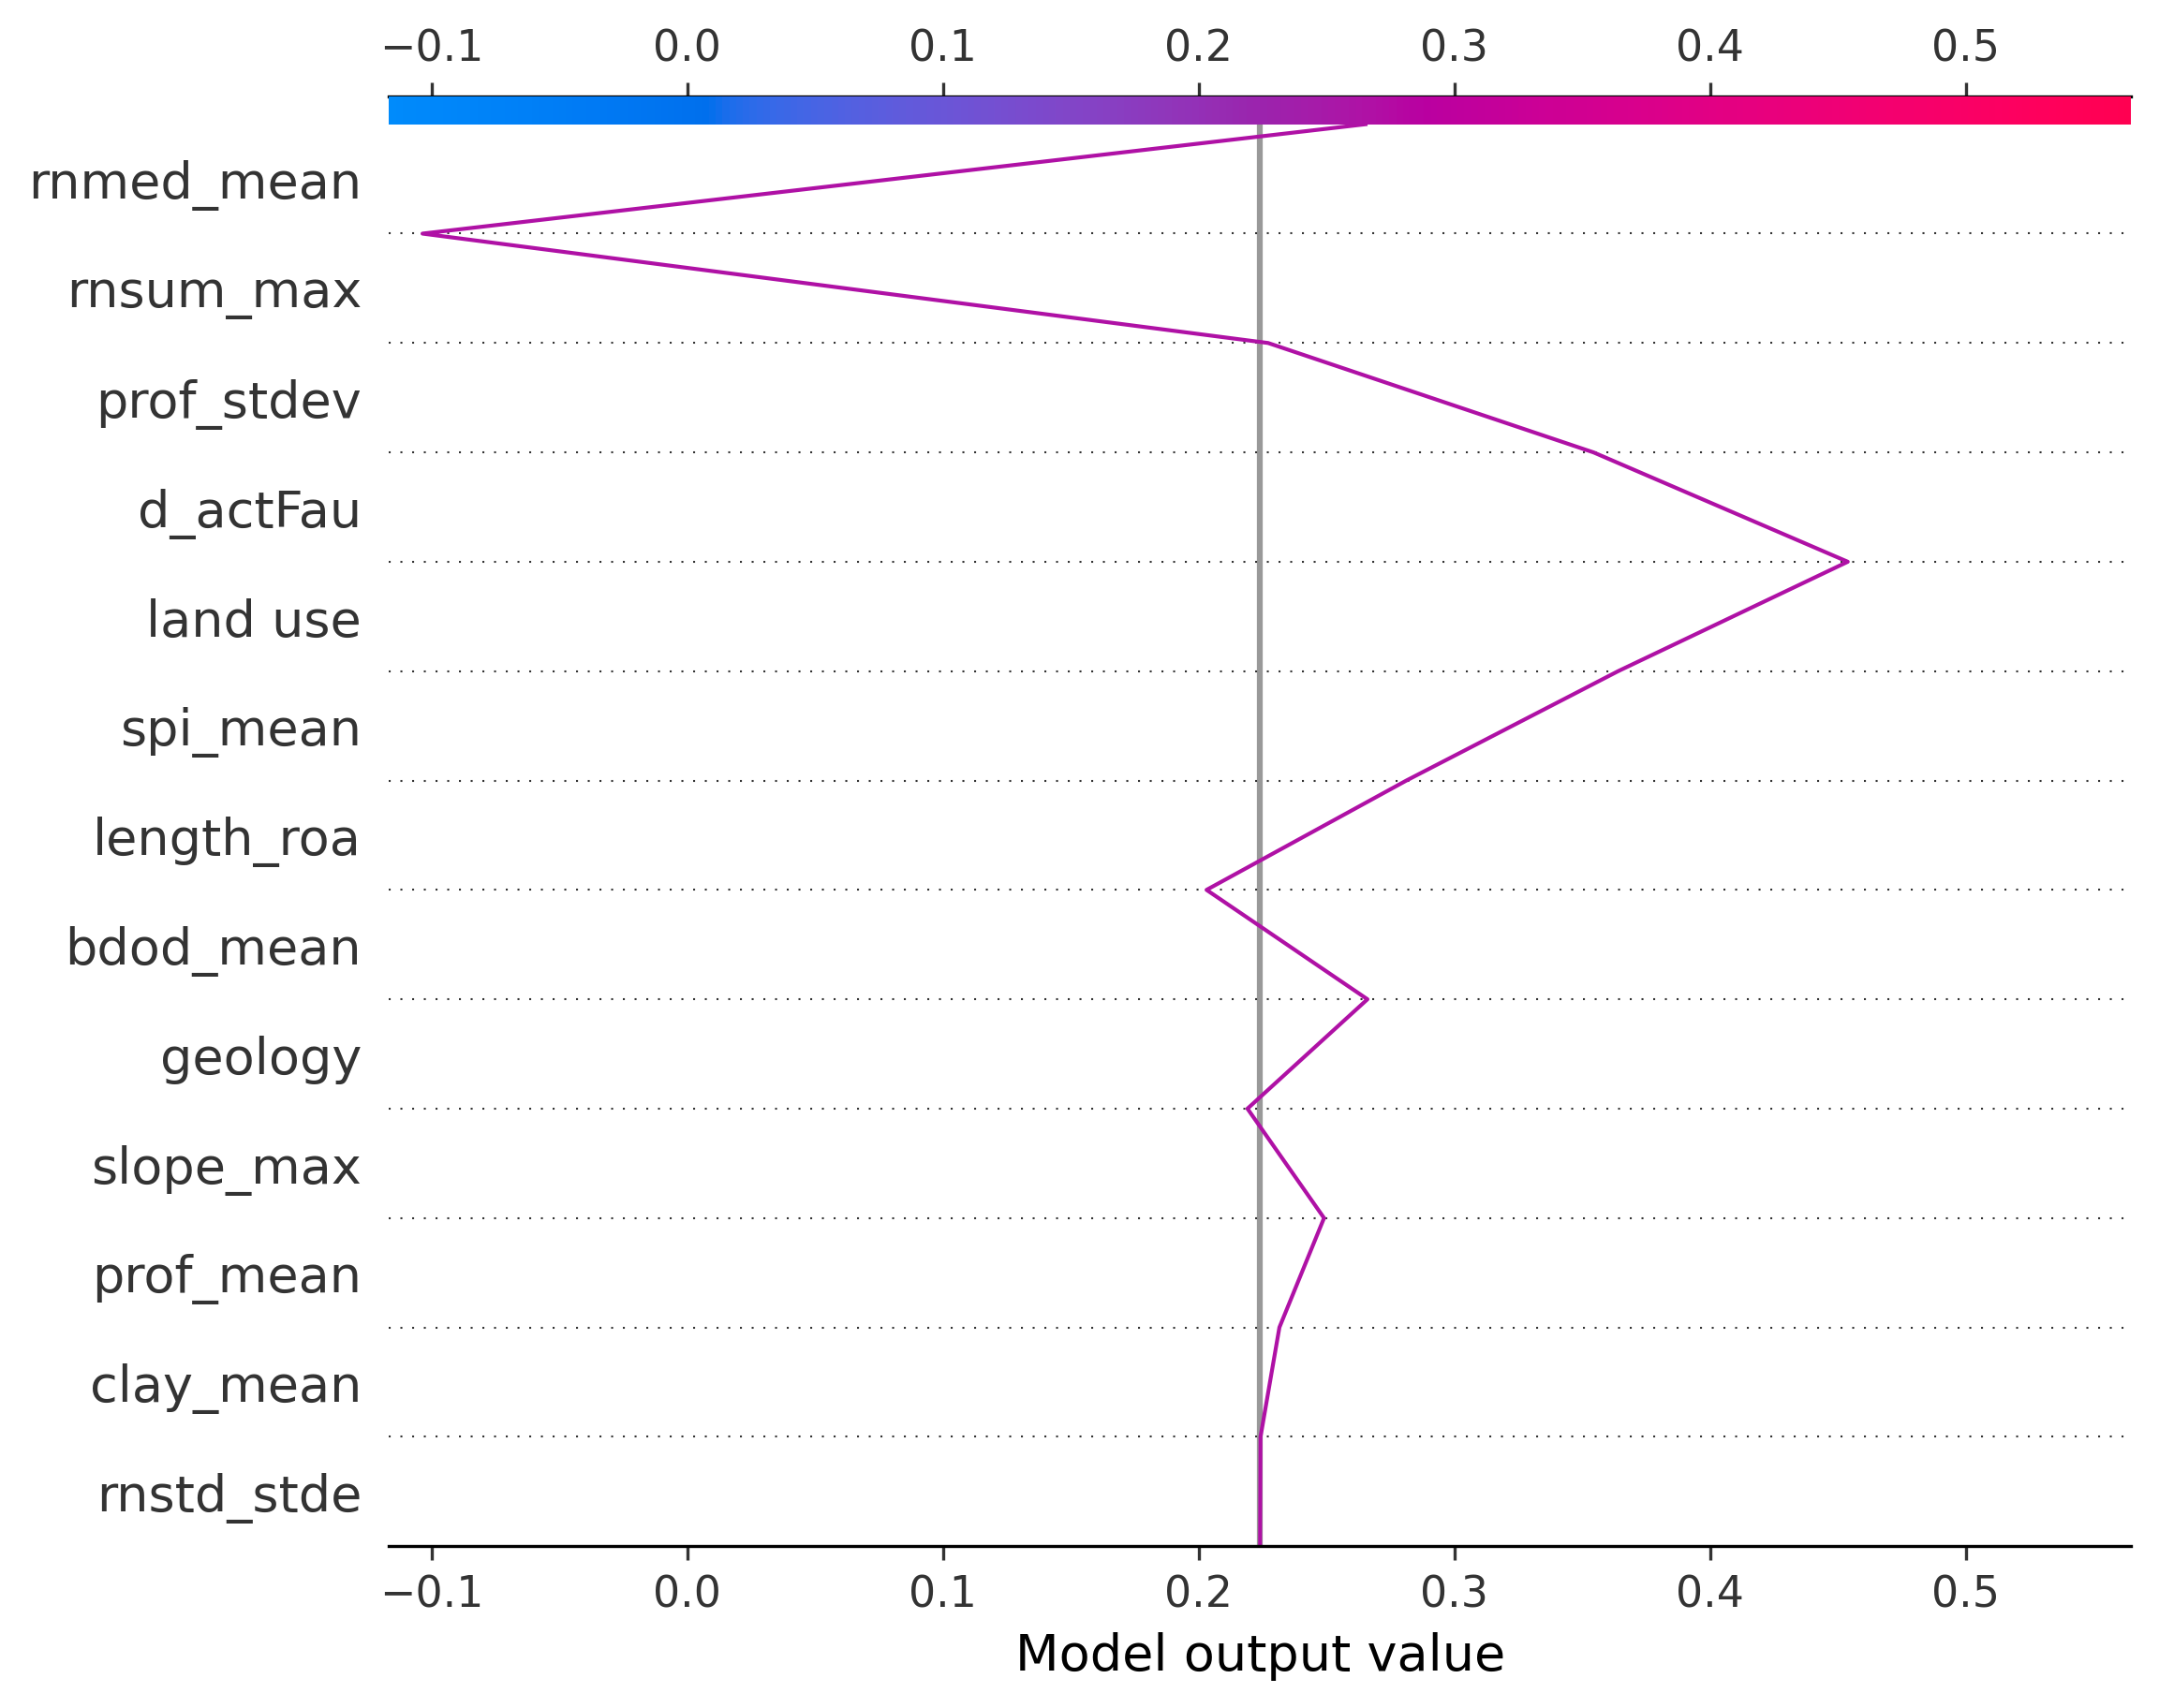 −0.1 0.0 0.1 0.2 0.3 0.4 0.5
rnmed_mean
rnsum_max
prof_stdev
d_actFau
land use
spi_mean
length_roa
bdod_mean
geology
slope_max
prof_mean
clay_mean
rnstd_stde
−0.1 0.0 0.1 0.2 0.3 0.4 0.5
Model output value